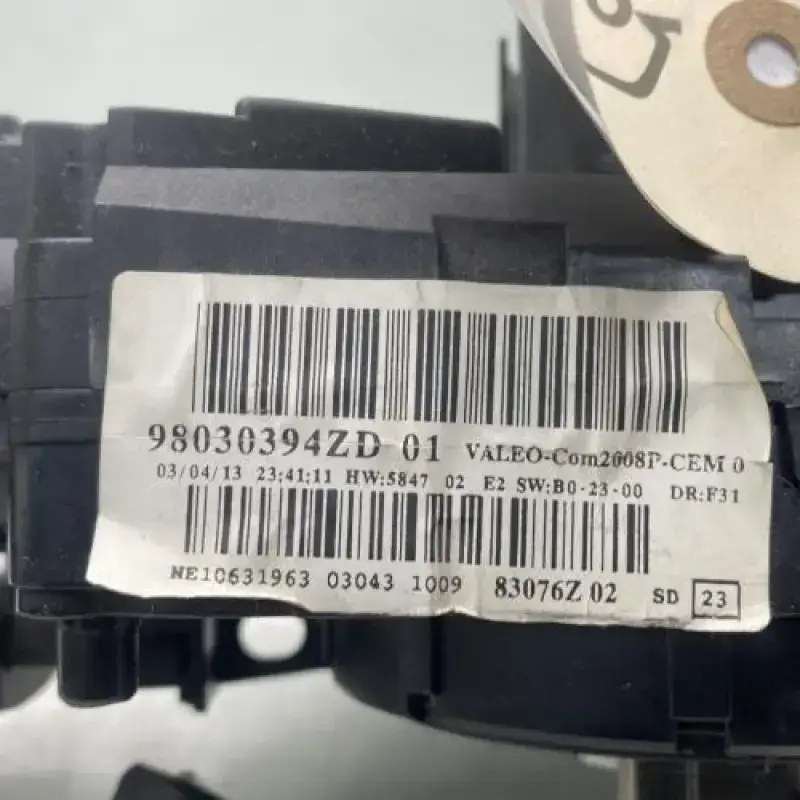 98030394ZD 01 VALEO-Com2008P-CEM 0
03/04/13 23:41:11 HW:5847 02 E2 SW:B0-23-00 DR:F31
NE10631963 03043 1009 83076Z 02 SD 23